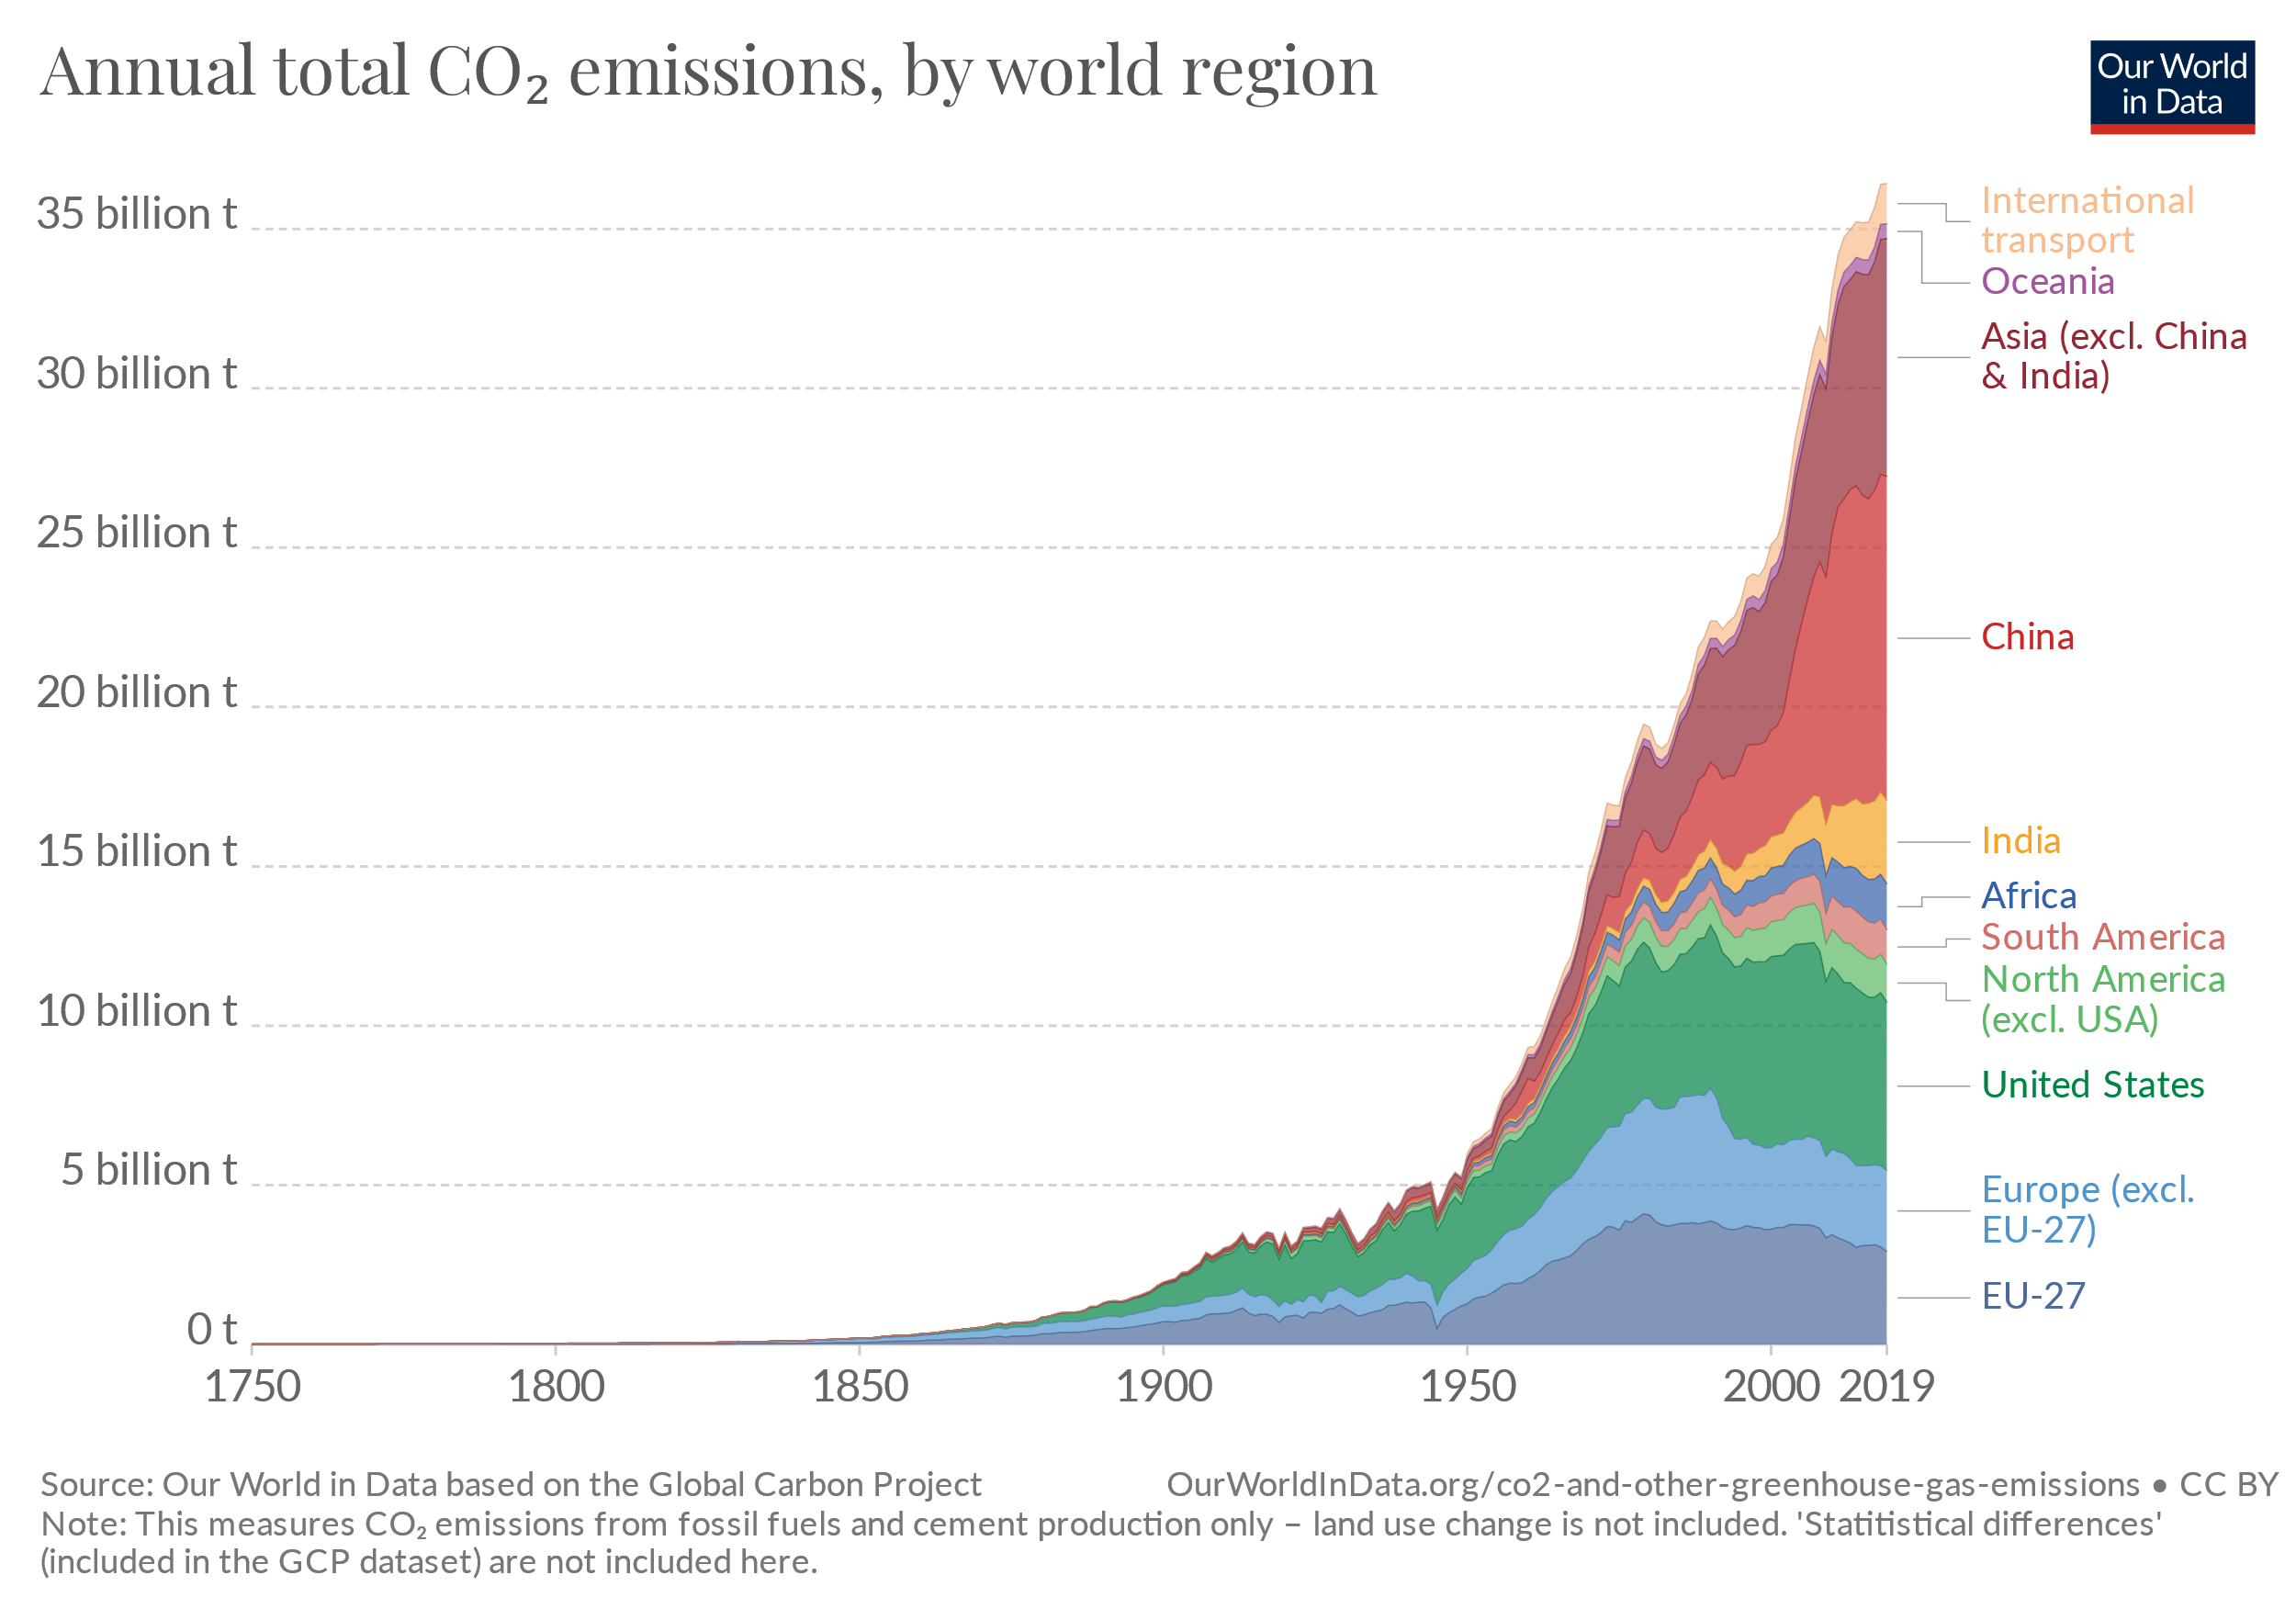 Annual total CO₂ emissions, by world region
Our World
in Data
35 billion t
30 billion t
25 billion t
20 billion t
15 billion t
10 billion t
5 billion t
0 t
International
transport
Oceania
Asia (excl. China
& India)
China
India
Africa
South America
North America
(excl. USA)
United States
Europe (excl.
EU-27)
EU-27
1750
1800
1850
1900
1950
2000
2019
Source: Our World in Data based on the Global Carbon Project
OurWorldInData.org/co2-and-other-greenhouse-gas-emissions • CC BY
Note: This measures CO₂ emissions from fossil fuels and cement production only – land use change is not included. 'Statistical differences'
(included in the GCP dataset) are not included here.